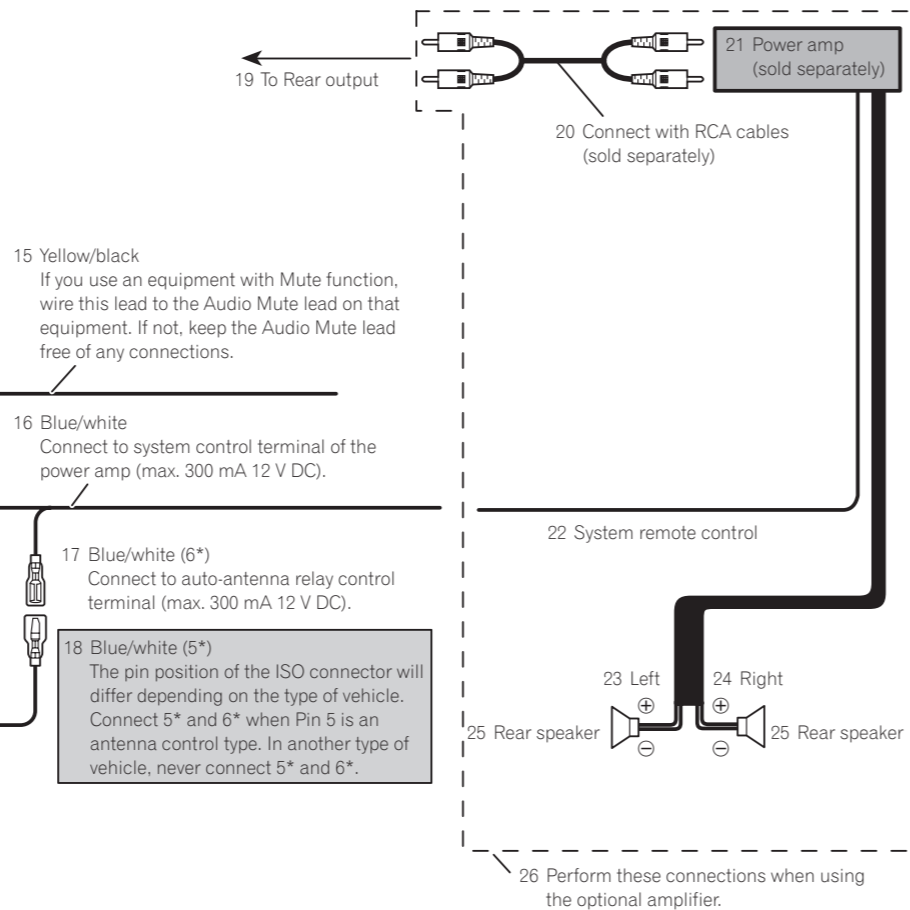 21 Power amp
(sold separately)
19 To Rear output
20 Connect with RCA cables
(sold separately)
15 Yellow/black
If you use an equipment with Mute function,
wire this lead to the Audio Mute lead on that
equipment. If not, keep the Audio Mute lead
free of any connections.
16 Blue/white
Connect to system control terminal of the
power amp (max. 300 mA 12 V DC).
22 System remote control
17 Blue/white (6*)
Connect to auto-antenna relay control
terminal (max. 300 mA 12 V DC).
18 Blue/white (5*)
The pin position of the ISO connector will
differ depending on the type of vehicle.
Connect 5* and 6* when Pin 5 is an
antenna control type. In another type of
vehicle, never connect 5* and 6*.
23 Left
24 Right
⊕
⊕
25 Rear speaker
25 Rear speaker
⊖
⊖
26 Perform these connections when using
the optional amplifier.